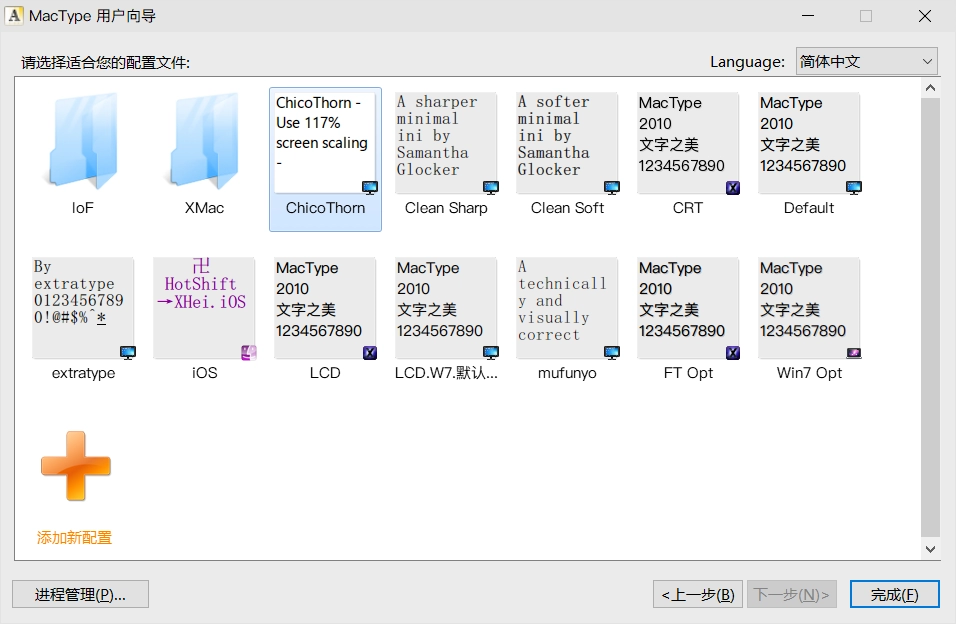 MacType 用户向导
请选择适合您的配置文件:
Language: 简体中文
IoF
XMac
ChicoThorn -
Use 117%
screen scaling
-
ChicoThorn
A sharper
minimal
ini by
Samantha
Glocker
Clean Sharp
A softer
minimal
ini by
Samantha
Glocker
Clean Soft
MacType
2010
文字之美
1234567890
CRT
MacType
2010
文字之美
1234567890
Default
By
extratype
0123456789
0!@#$%^*
extratype
卍
HotShift
→XHei.iOS
iOS
MacType
2010
文字之美
1234567890
LCD
MacType
2010
文字之美
1234567890
LCD.W7.默认...
A
technicall
y and
visually
correct
mufunyo
MacType
2010
文字之美
1234567890
FT Opt
MacType
2010
文字之美
1234567890
Win7 Opt
添加新配置
进程管理(P)...
<上一步(B)
下一步(N)>
完成(F)